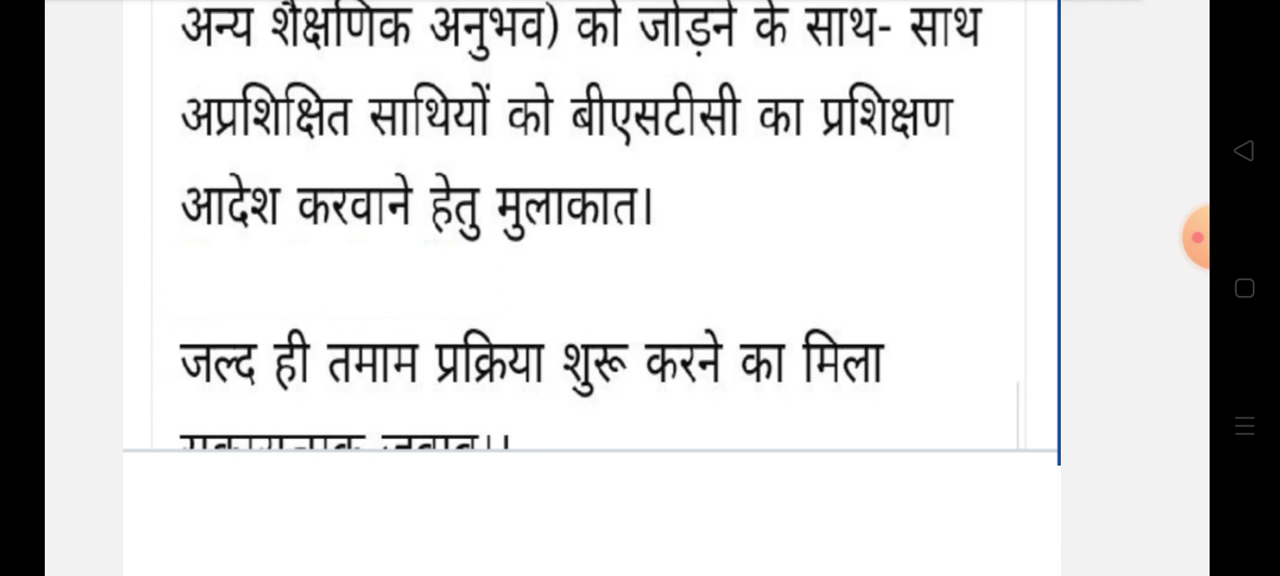 अन्य शैक्षणिक अनुभव) को जोड़ने के साथ- साथ
अप्रशिक्षित साथियों को बीएसटीसी का प्रशिक्षण
आदेश करवाने हेतु मुलाकात।
जल्द ही तमाम प्रक्रिया शुरू करने का मिला